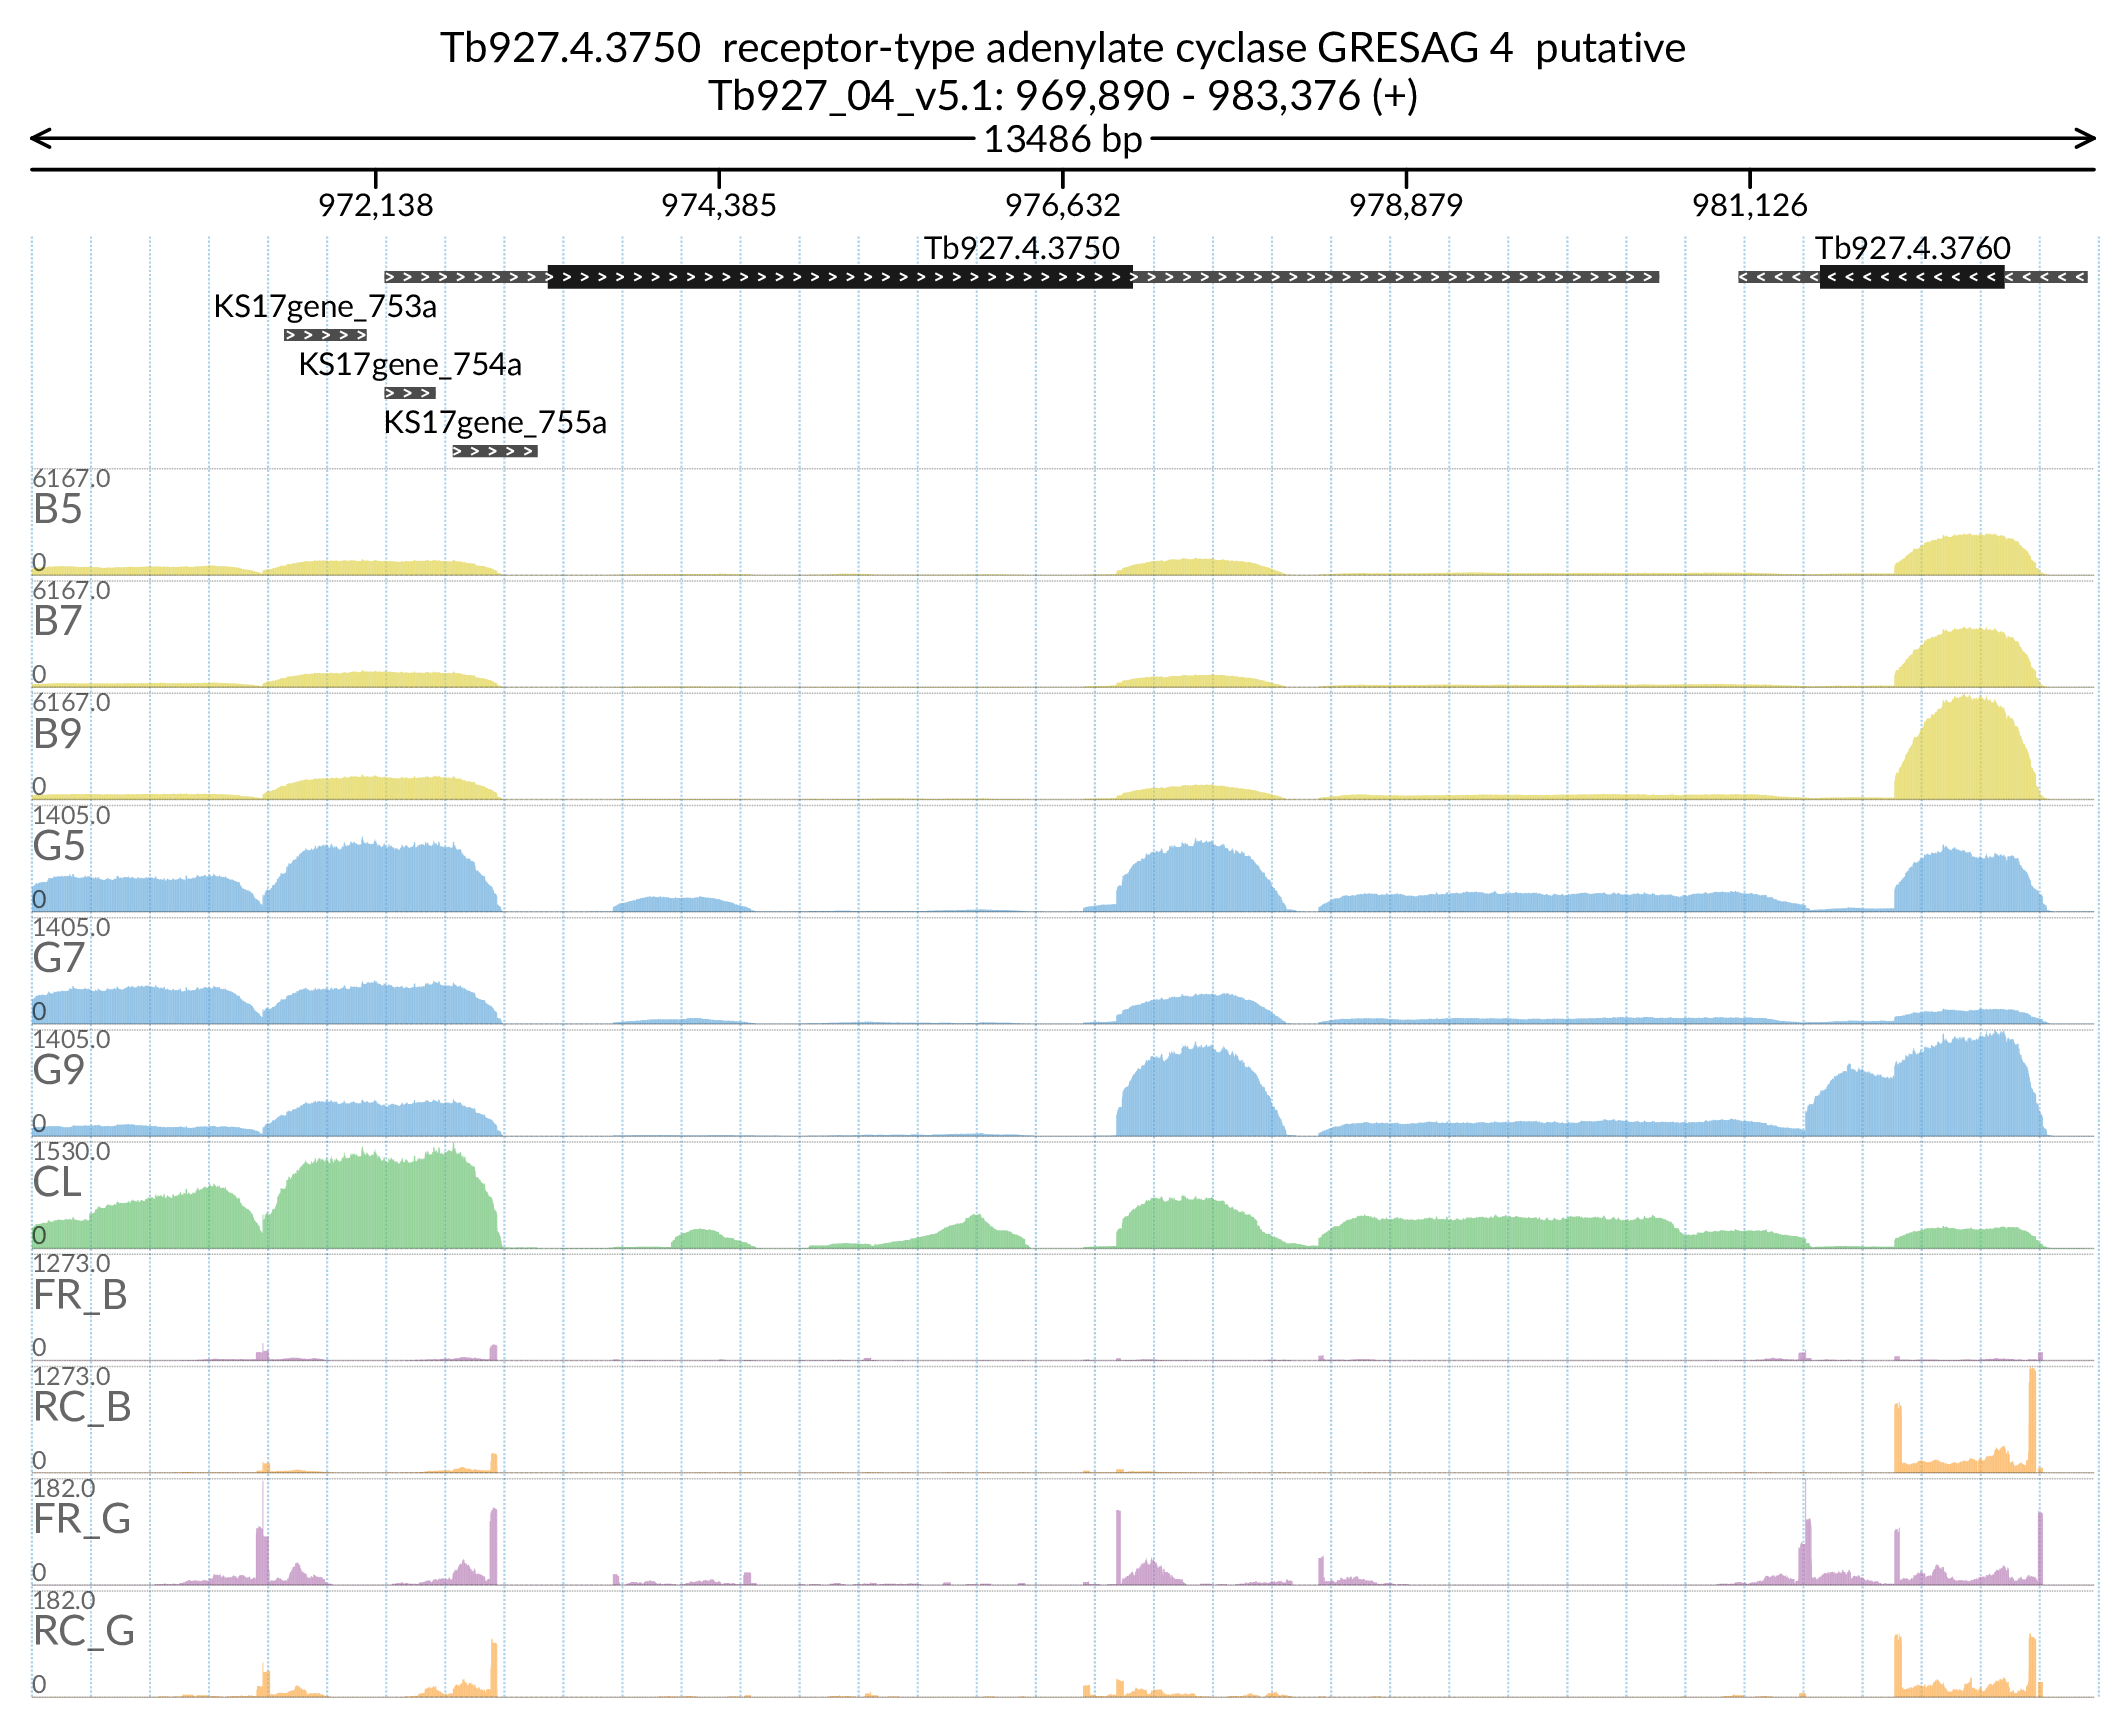 Tb927.4.3750 receptor-type adenylate cyclase GRESAG 4 putative
Tb927_04_v5.1: 969,890 - 983,376 (+)
13486 bp
972,138 974,385 976,632 978,879 981,126
Tb927.4.3750 Tb927.4.3760
KS17gene_753a
KS17gene_754a
KS17gene_755a
6167.0
B5
0
6167.0
B7
0
6167.0
B9
0
1405.0
G5
0
1405.0
G7
0
1405.0
G9
0
1530.0
CL
0
1273.0
FR_B
0
1273.0
RC_B
0
182.0
FR_G
0
182.0
RC_G
0